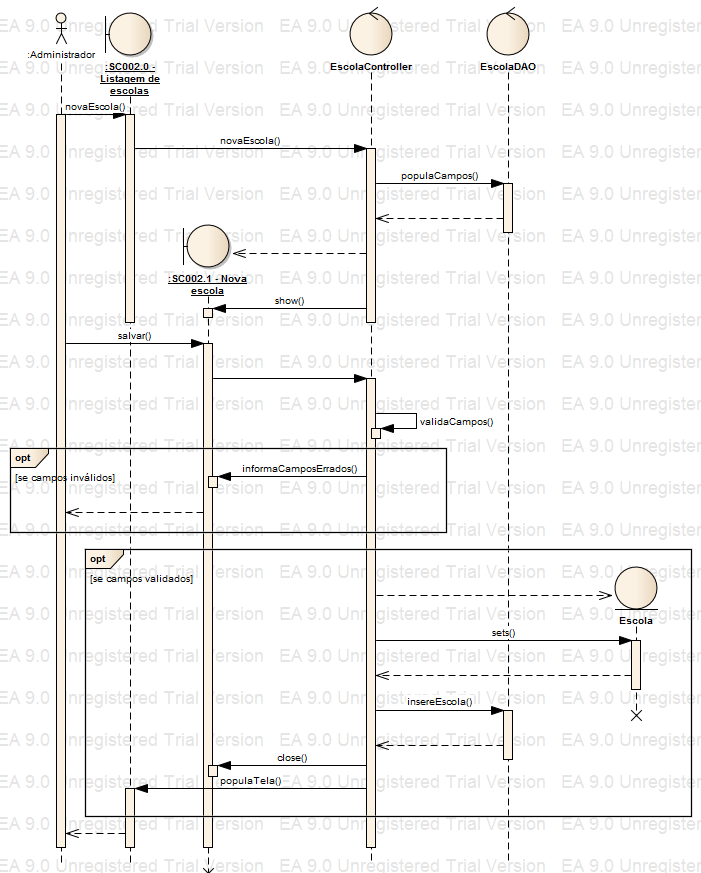 :Administrador
:SC002.0 -
Listagem de
escolas
EscolaController
EscolaDAO
novaEscola()
novaEscola()
populaCampos()
:SC002.1 - Nova
escola
show()
salvar()
validaCampos()
opt
[se campos inválidos]
informaCamposErrados()
opt
[se campos validados]
Escola
sets()
insereEscola()
close()
populaTela()
EA 9.0 Unregistered Trial Version